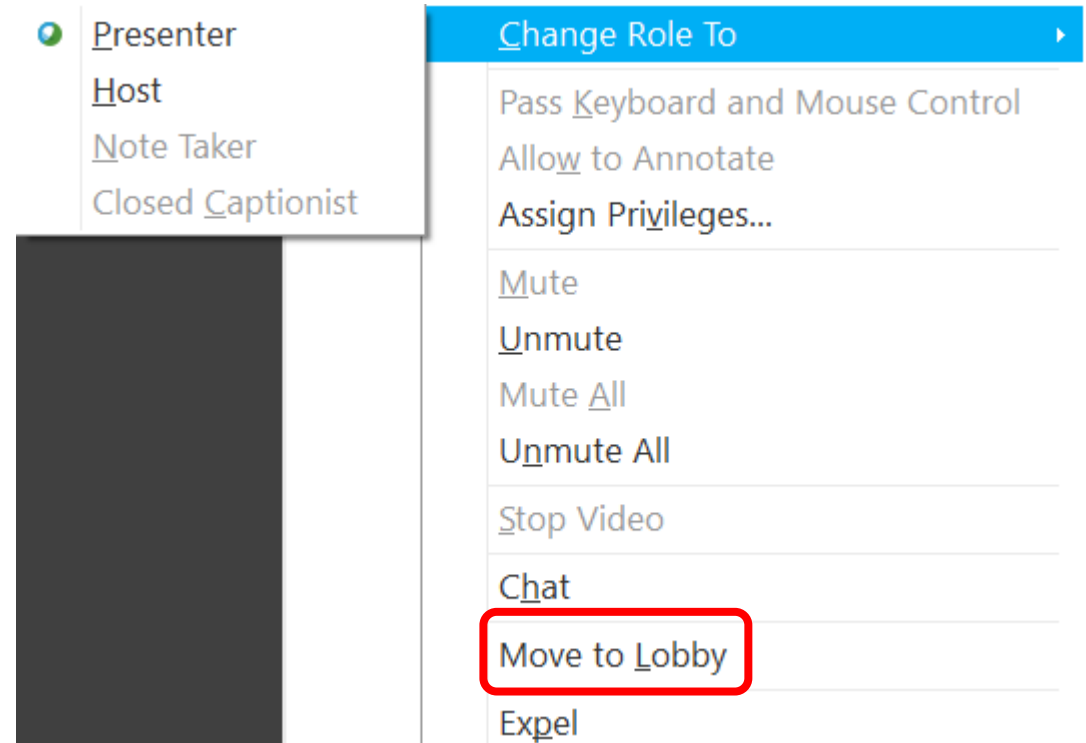 Presenter
Host
Note Taker
Closed Captionist
Change Role To
Pass Keyboard and Mouse Control
Allow to Annotate
Assign Privileges...
Mute
Unmute
Mute All
Unmute All
Stop Video
Chat
Move to Lobby
Expel